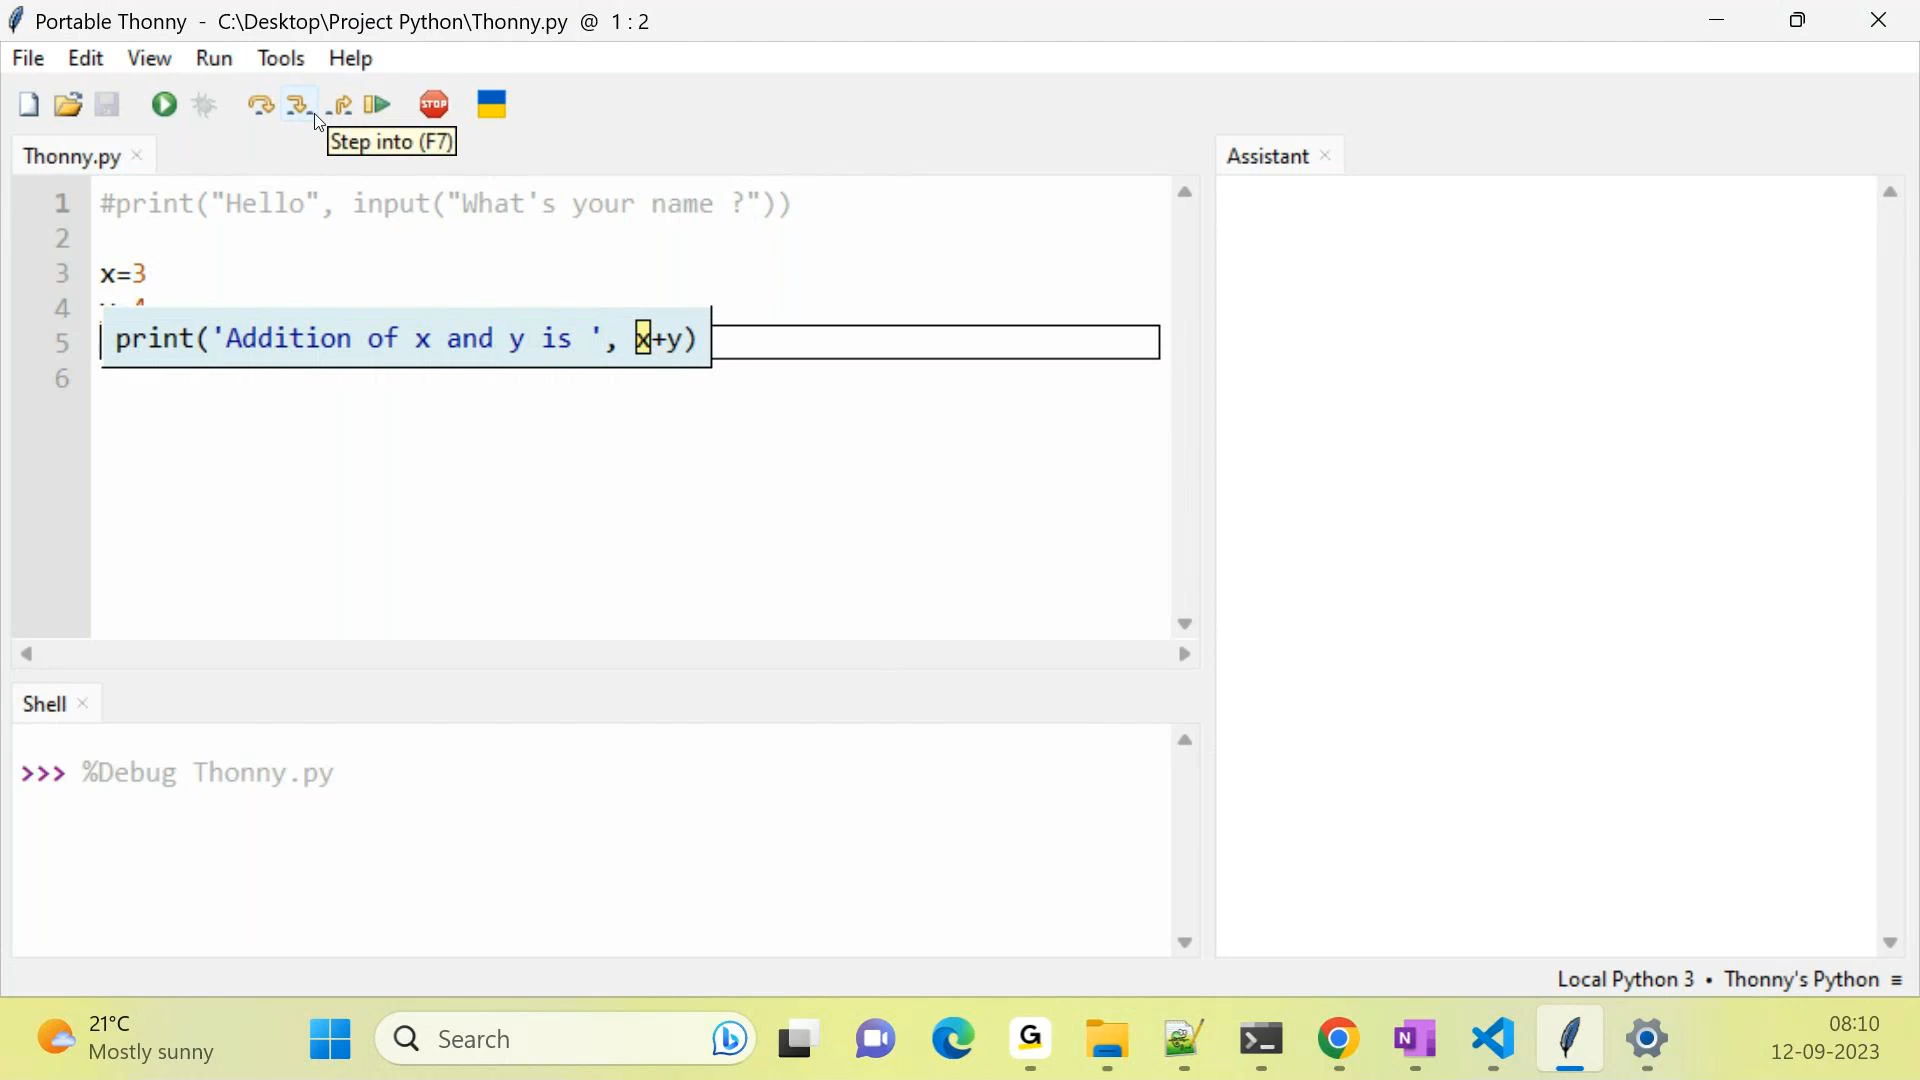 Portable Thonny - C:\Desktop\Project Python\Thonny.py @ 1 : 2
File Edit View Run Tools Help
STOP
Step into (F7)
Thonny.py
Assistant
1 #print("Hello", input("What's your name ?"))
2
3 x=3
4
5 print('Addition of x and y is ', x+y)
6
Shell
>>> %Debug Thonny.py
Local Python 3 • Thonny's Python ≡
21°C
Mostly sunny
Search
G
N
08:10
12-09-2023